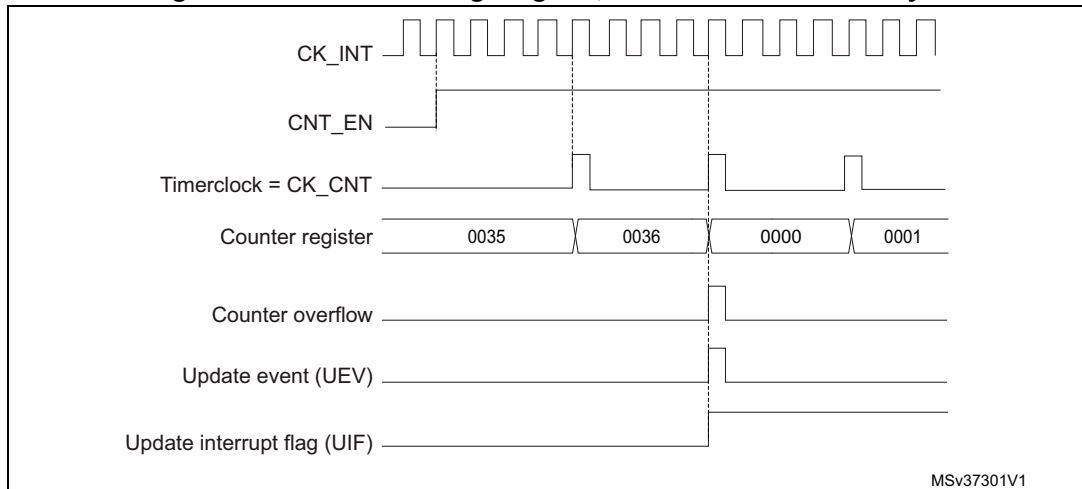 CK_INT
CNT_EN
Timerclock = CK_CNT
Counter register
0035
0036
0000
0001
Counter overflow
Update event (UEV)
Update interrupt flag (UIF)
MSv37301V1